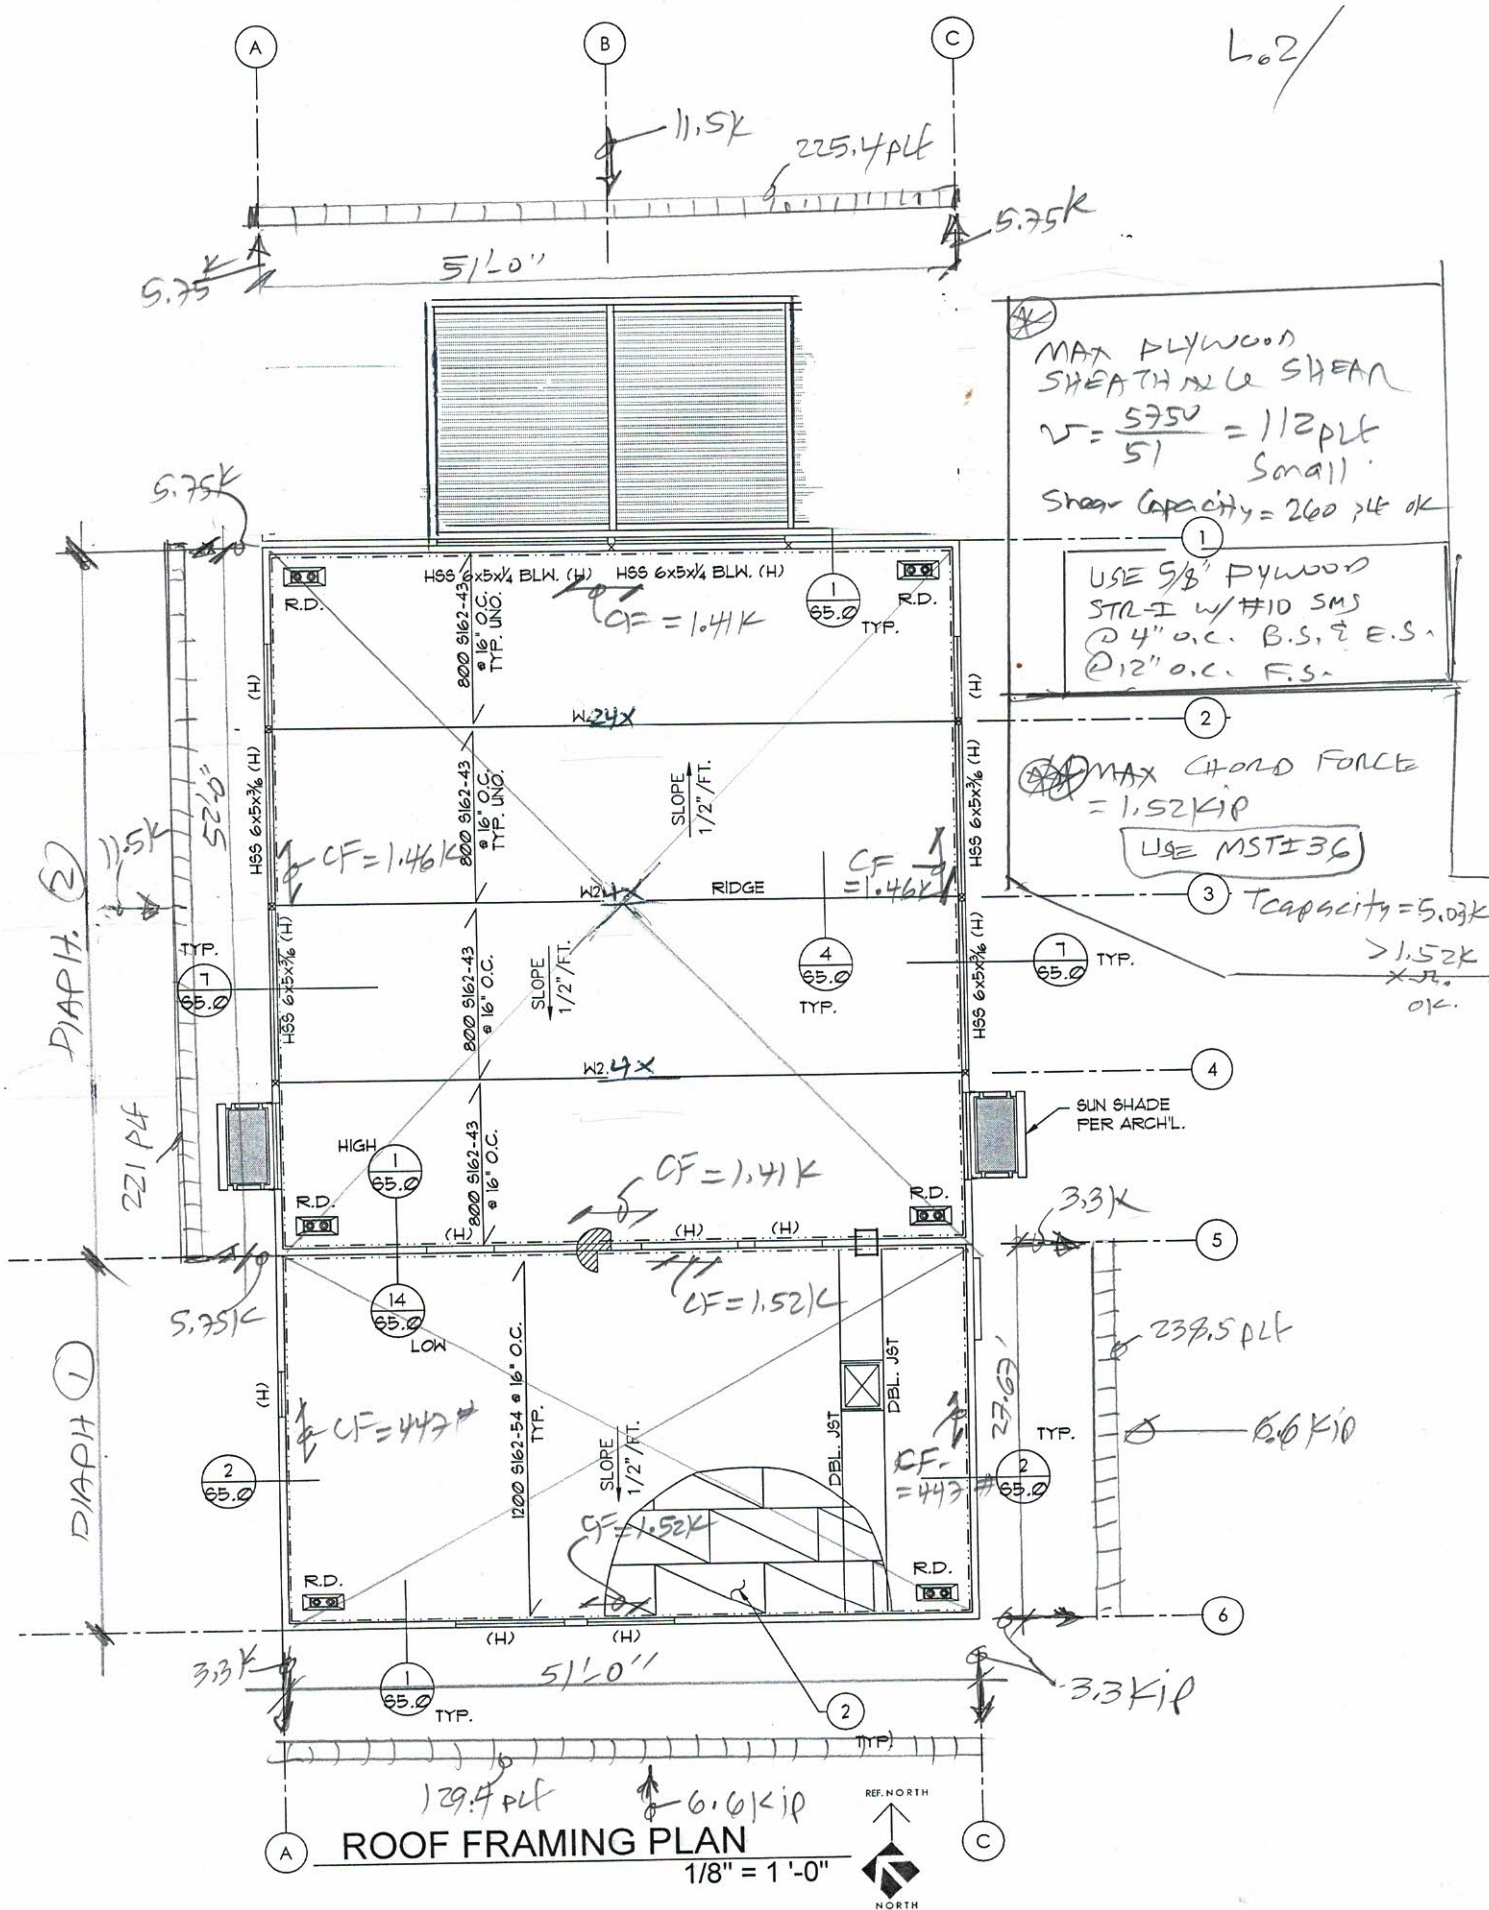 L.2/
A
B
C
11.5K
225.4 plf
5.75K
5.75K
51'-0"
MAX PLYWOOD
SHEATHING SHEAR
v = 5750/51 = 112 plf
Small
Shear Capacity = 260 plf ok
1
USE 5/8" PLYWOOD
STR-I W/ #10 SMS
@ 4" o.c. B.S. & E.S.
@ 12" o.c. F.S.
5.75K
HSS 6x5x1/4 BLW. (H)
HSS 6x5x1/4 BLW. (H)
R.D.
R.D.
CF = 1.41K
1
S5.0
TYP.
800 S162-43
@ 16" O.C.
TYP. UNO.
(H)
(H)
W24X
2
MAX CHORD FORCE
= 1.52 Kip
USE MSTI36
3
Tcapacity = 5.03K
> 1.52K
x Ω.
ok.
52'-0"
11.5K
DIAPH. 2
HSS 6x5x3/16 (H)
HSS 6x5x3/16 (H)
800 S162-43
@ 16" O.C.
TYP. UNO.
SLOPE
1/2"/FT.
CF = 1.46K
CF
= 1.46K
W24X
RIDGE
TYP.
7
S5.0
HSS 6x5x3/16 (H)
800 S162-43
@ 16" O.C.
SLOPE
1/2"/FT.
4
S5.0
TYP.
HSS 6x5x3/16 (H)
7
S5.0
TYP.
W24X
4
221 plf
SUN SHADE
PER ARCH'L.
HIGH
1
S5.0
800 S162-43
@ 16" O.C.
CF = 1.41K
R.D.
R.D.
(H)
(H)
(H)
3.3K
5
5.75K
14
S5.0
LOW
CF = 1.52K
238.5 plf
DIAPH 1
(H)
CF = 447#
1200 S162-54 @ 16" O.C.
TYP.
SLOPE
1/2"/FT.
DBL. JST
DBL. JST
27.67'
CF
= 447#
TYP.
2
S5.0
2
S5.0
6.6 Kip
CF = 1.52K
R.D.
R.D.
6
(H)
(H)
3.3K
51'-0"
3.3 Kip
1
S5.0
TYP.
2
TYP)
129.4 plf
6.6 Kip
REF. NORTH
A
ROOF FRAMING PLAN
1/8" = 1 '-0"
C
NORTH